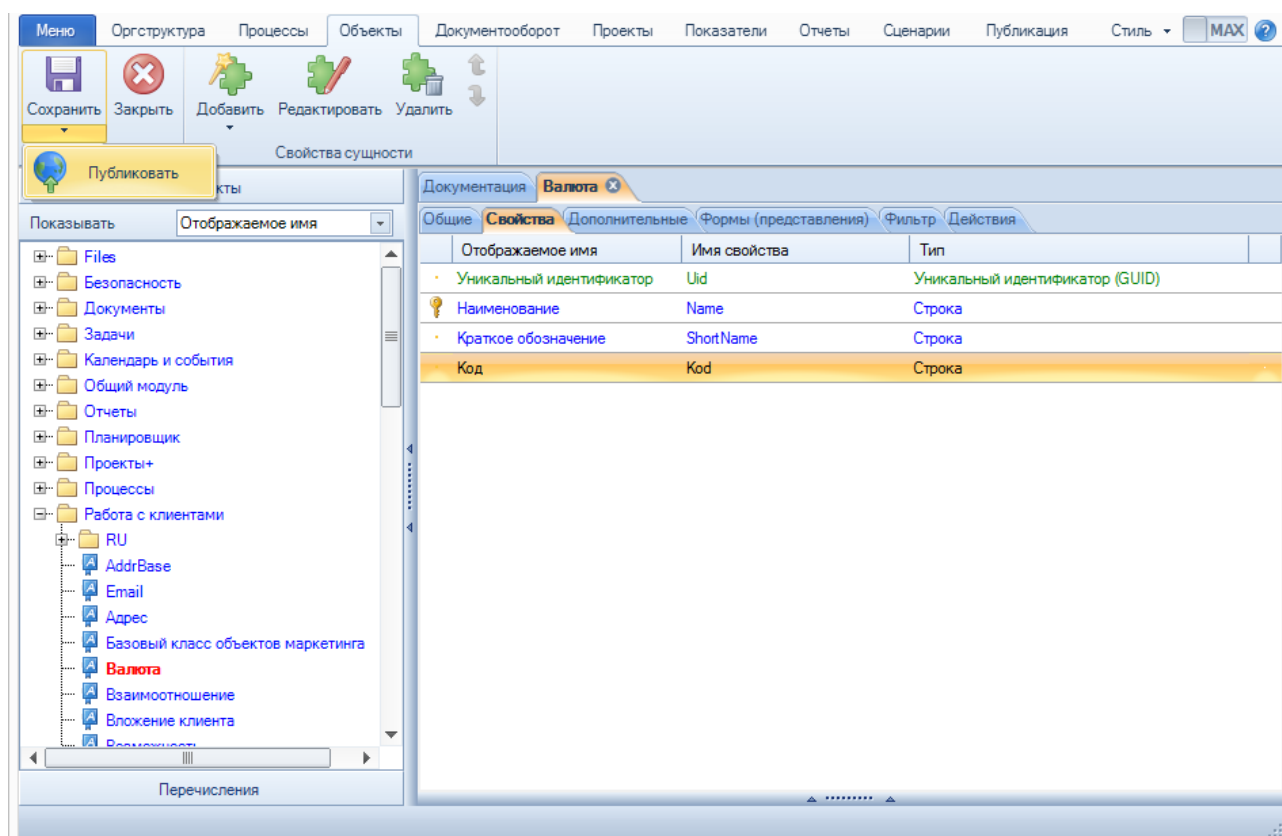 Меню Оргструктура Процессы Объекты Документооборот Проекты Показатели Отчеты Сценарии Публикация Стиль MAX ?
Сохранить Закрыть Добавить Редактировать Удалить
Свойства сущности
Публиковать
кты
Документация Валюта
Показывать Отображаемое имя
Общие Свойства Дополнительные Формы (представления) Фильтр Действия
Отображаемое имя Имя свойства Тип
Уникальный идентификатор Uid Уникальный идентификатор (GUID)
Наименование Name Строка
Краткое обозначение ShortName Строка
Код Kod Строка
Files
Безопасность
Документы
Задачи
Календарь и события
Общий модуль
Отчеты
Планировщик
Проекты+
Процессы
Работа с клиентами
RU
AddrBase
Email
Адрес
Базовый класс объектов маркетинга
Валюта
Взаимоотношение
Вложение клиента
Возможность
Перечисления